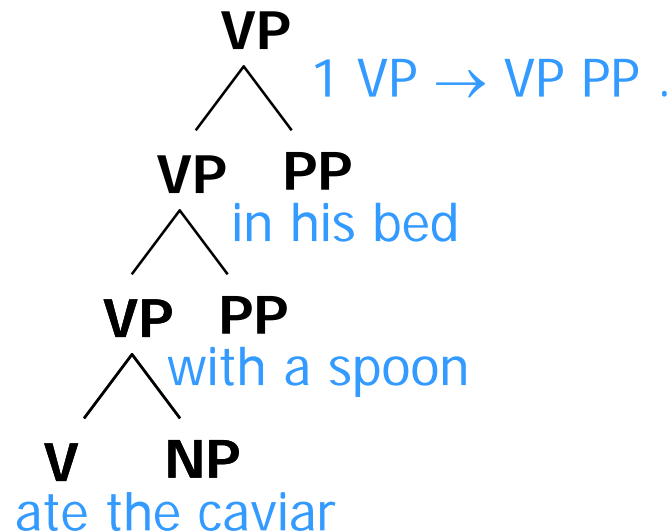 VP
1 VP → VP PP .
VP PP
in his bed
VP PP
with a spoon
V NP
ate the caviar